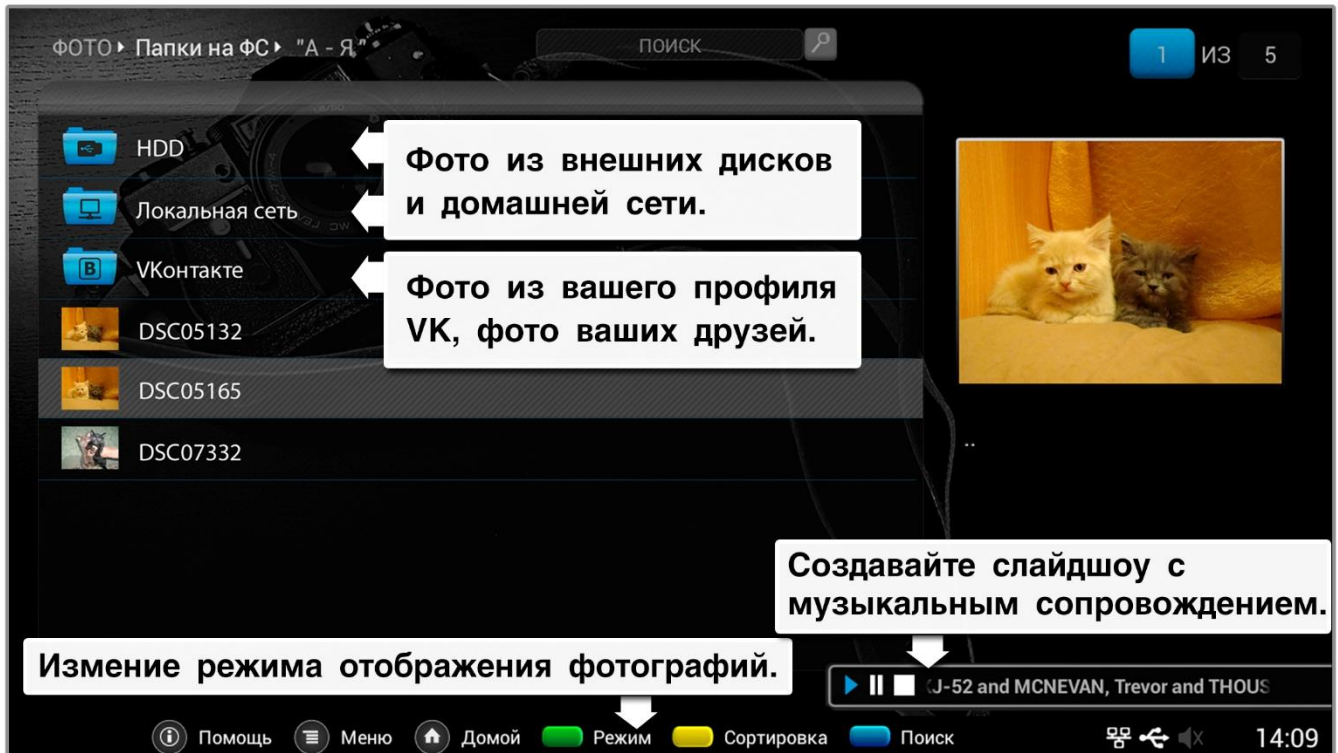 ФОТО Папки на ФС "А - Я"
ПОИСК
1 ИЗ 5
HDD
Фото из внешних дисков
и домашней сети.
Локальная сеть
VКонтакте
Фото из вашего профиля
VK, фото ваших друзей.
DSC05132
DSC05165
DSC07332
..
Создавайте слайдшоу с
музыкальным сопровождением.
Измение режима отображения фотографий.
J-52 and MCNEVAN, Trevor and THOUS
Помощь Меню Домой Режим Сортировка Поиск 14:09